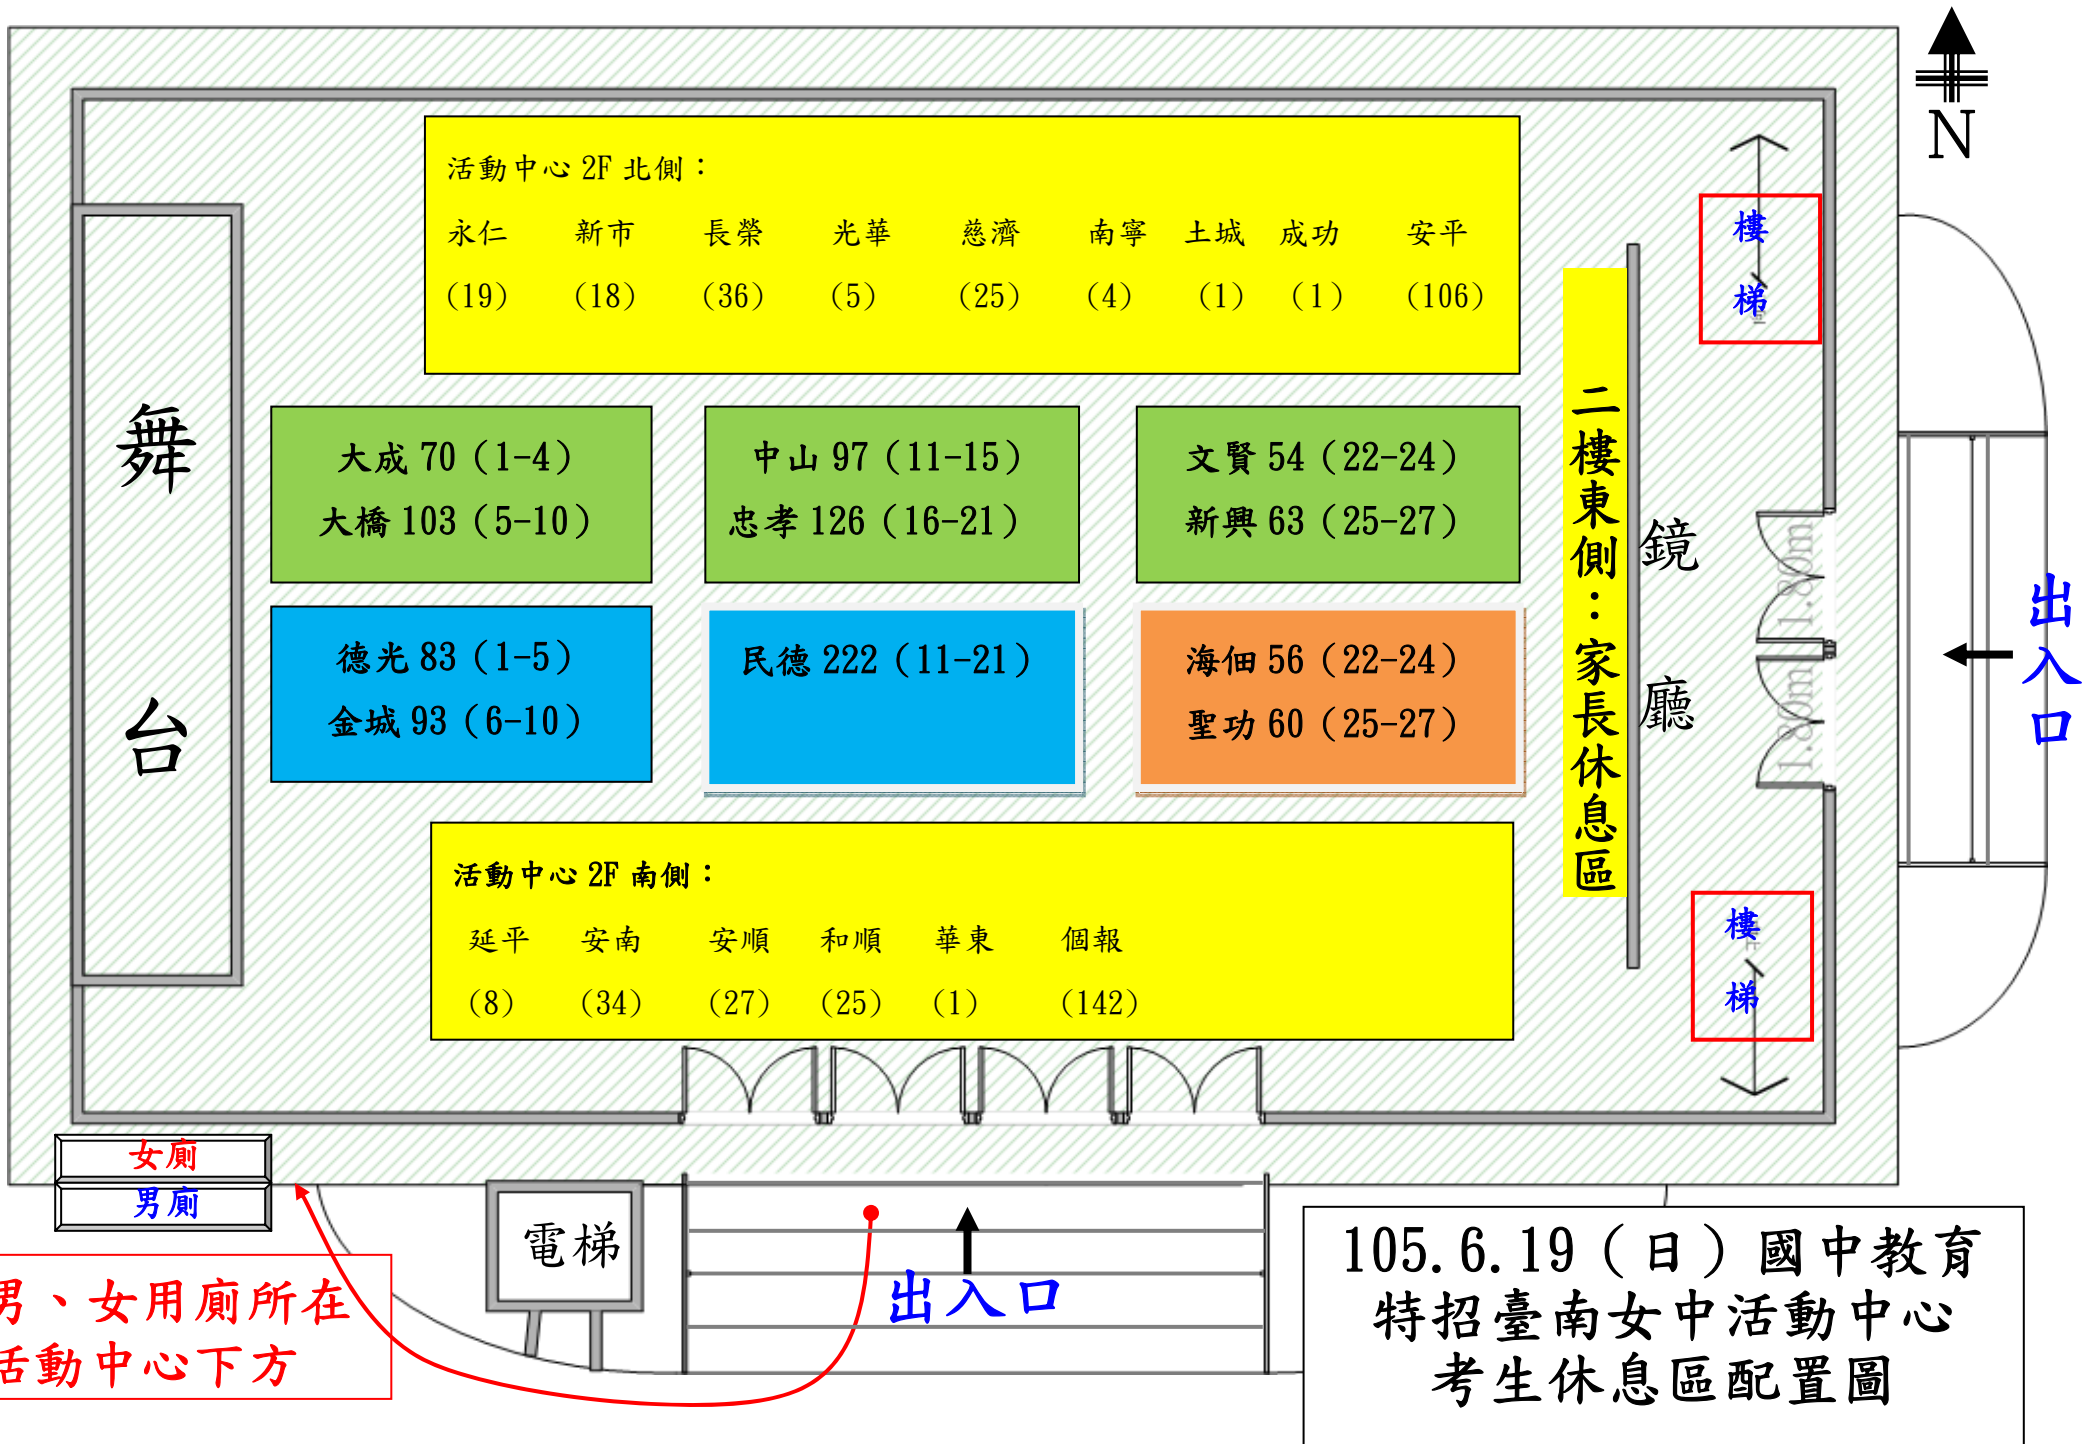 N
活動中心 2F 北側：
永仁 新市 長榮 光華 慈濟 南寧 土城 成功 安平
(19) (18) (36) (5) (25) (4) (1) (1) (106)
樓
梯
舞
台
大成 70（1-4）
大橋 103（5-10）
中山 97（11-15）
忠孝 126（16-21）
文賢 54（22-24）
新興 63（25-27）
德光 83（1-5）
金城 93（6-10）
民德 222（11-21）
海佃 56（22-24）
聖功 60（25-27）
二樓東側：家長休息區
鏡
廳
1.80m
1.80m
出
入
口
活動中心 2F 南側：
延平 安南 安順 和順 華東 個報
(8) (34) (27) (25) (1) (142)
樓
梯
女廁
男廁
男、女用廁所在
活動中心下方
電梯
出入口
105.6.19（日）國中教育
特招臺南女中活動中心
考生休息區配置圖